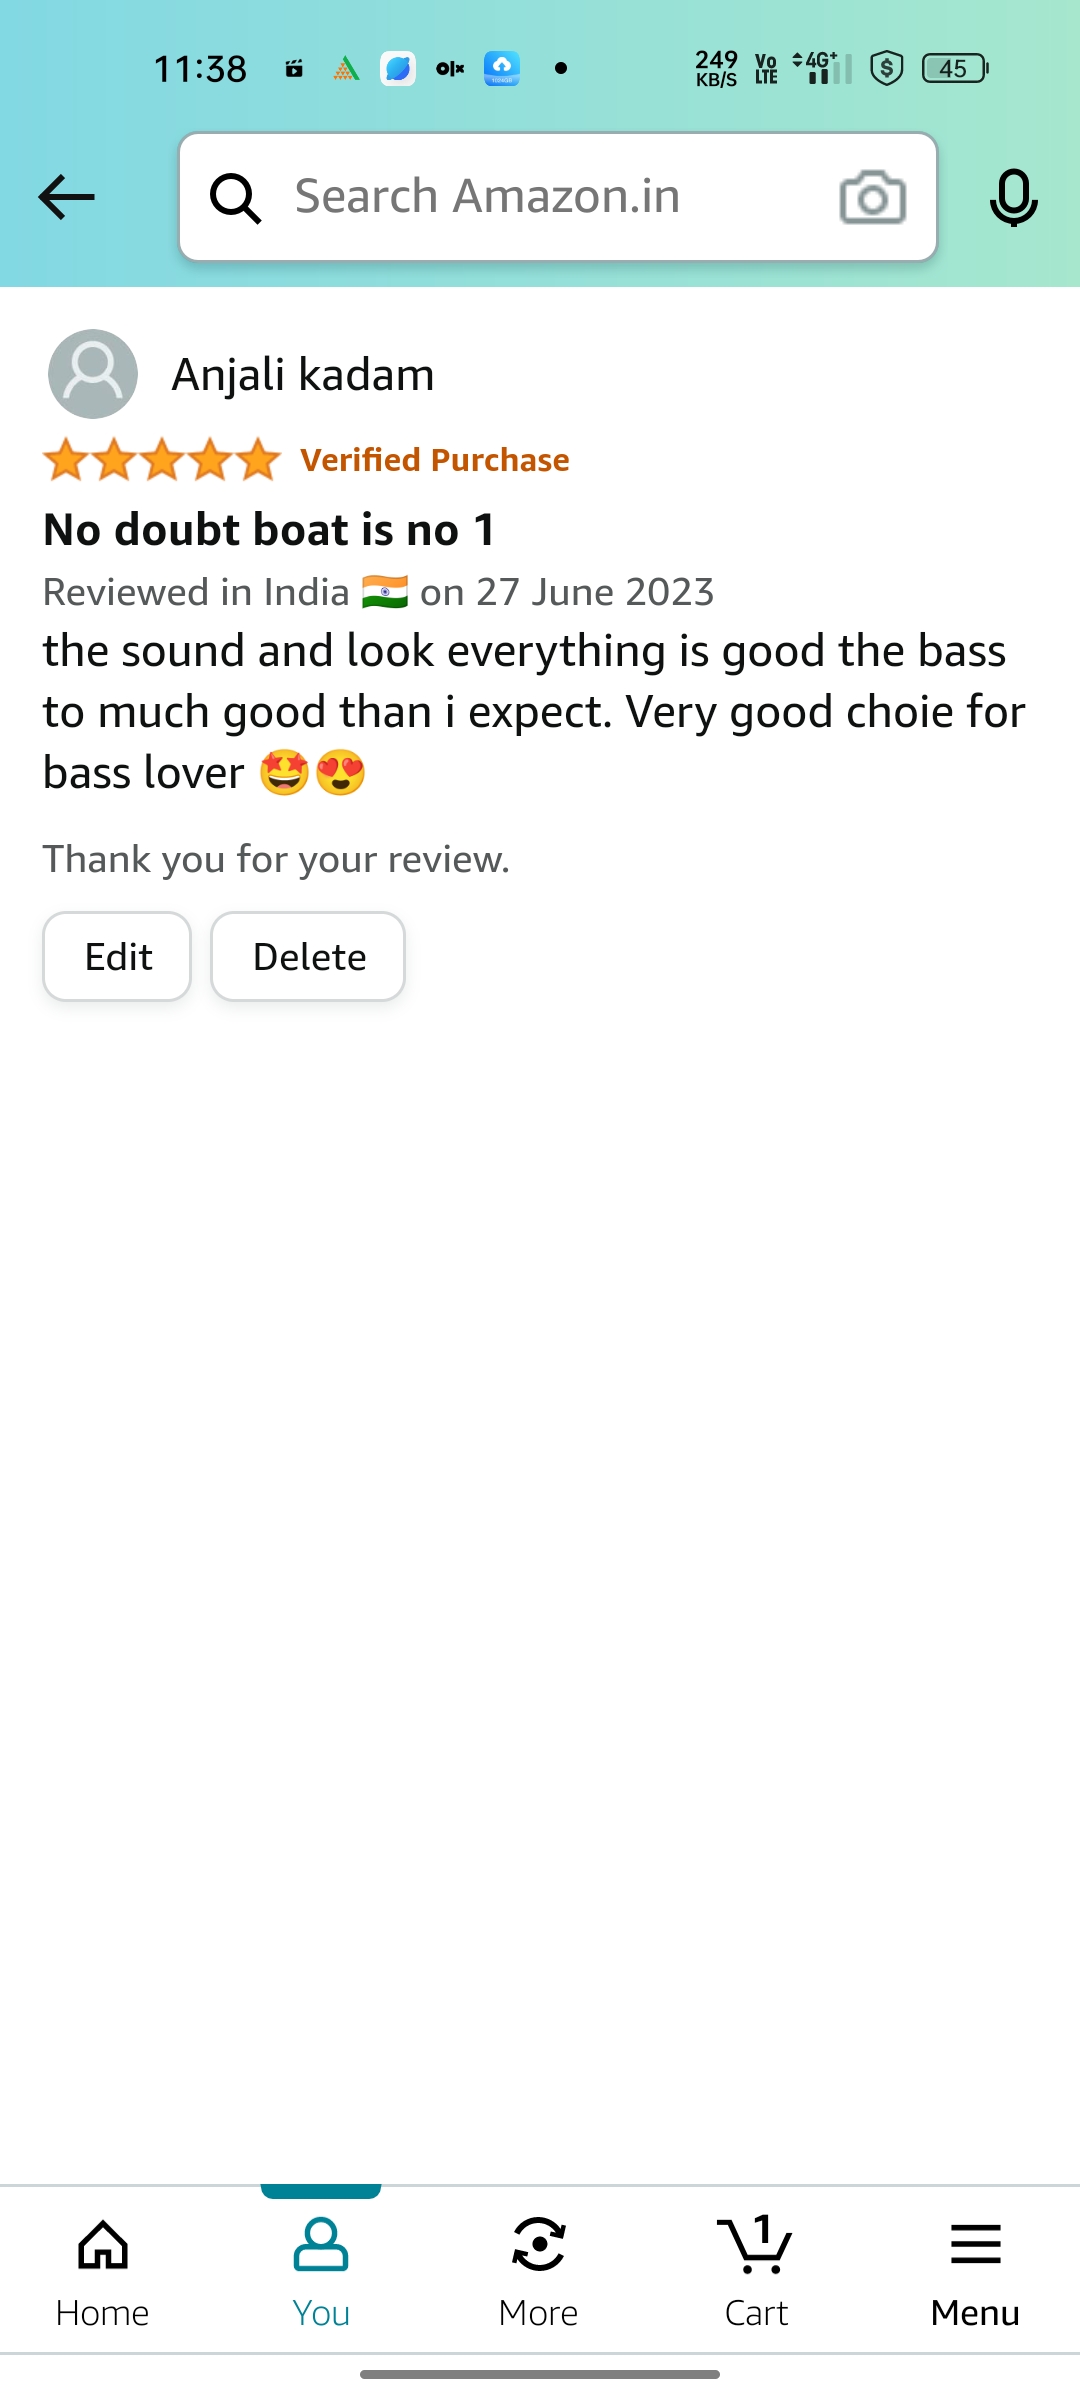 11:38 olx 249 KB/S Vo LTE 4G+ 45
Search Amazon.in
Anjali kadam
Verified Purchase
No doubt boat is no 1
Reviewed in India 🇮🇳 on 27 June 2023
the sound and look everything is good the bass
to much good than i expect. Very good choie for
bass lover 🤩😍
Thank you for your review.
Edit Delete
1
Home You More Cart Menu